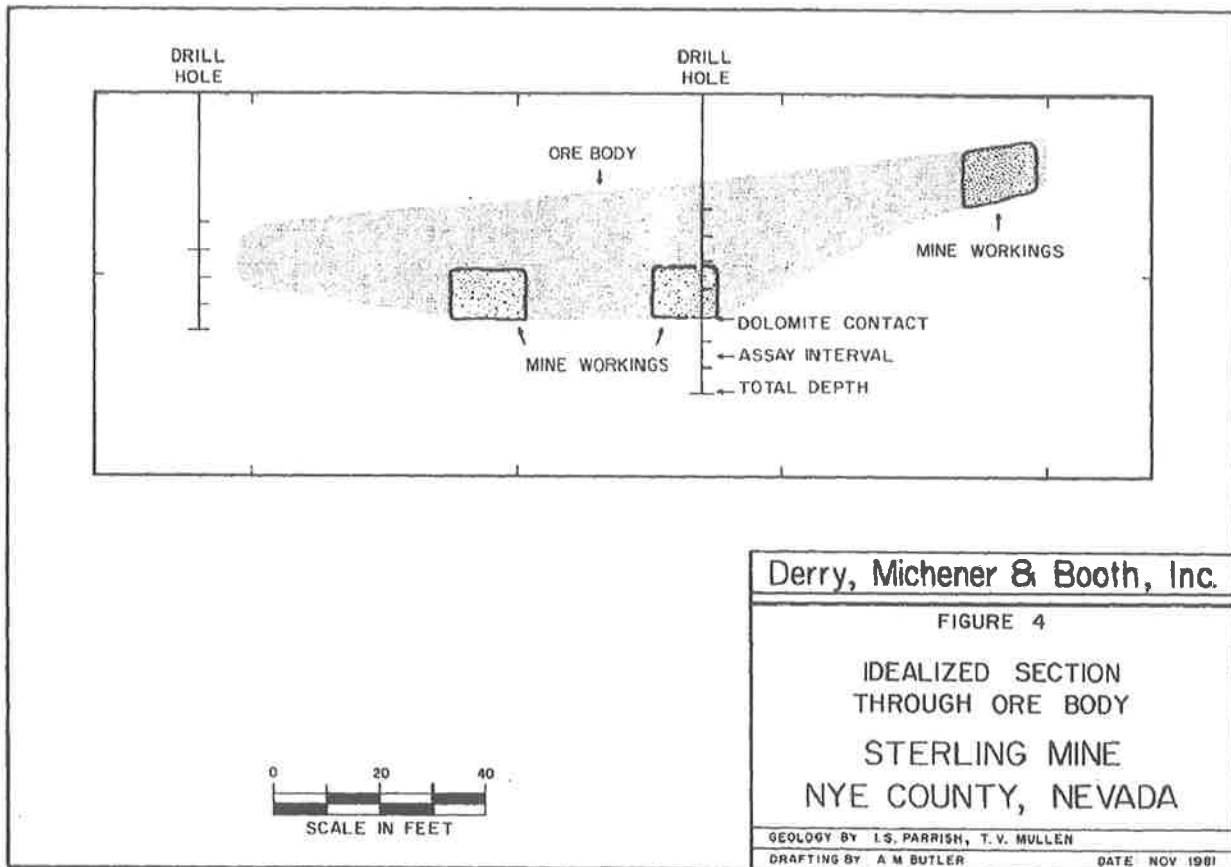 DRILL
HOLE
DRILL
HOLE
ORE BODY
MINE WORKINGS
DOLOMITE CONTACT
MINE WORKINGS
ASSAY INTERVAL
TOTAL DEPTH
Derry, Michener & Booth, Inc.
FIGURE 4
IDEALIZED SECTION
THROUGH ORE BODY
STERLING MINE
NYE COUNTY, NEVADA
GEOLOGY BY I.S. PARRISH, T.V. MULLEN
DRAFTING BY A M BUTLER DATE NOV 1981
0 20 40
SCALE IN FEET